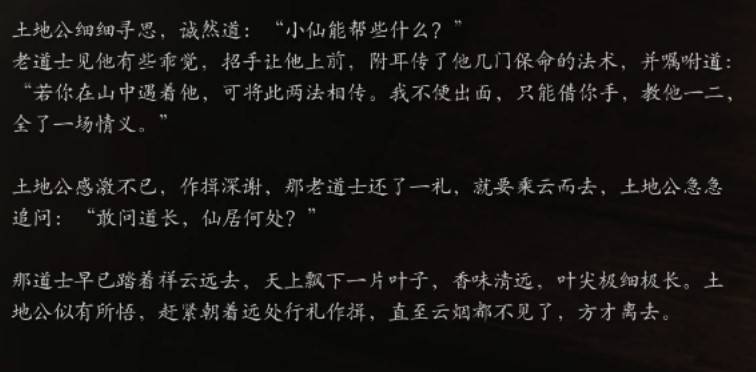 土地公细细寻思，诚然道：“小仙能帮些什么？”
老道士见他有些乖觉，招手让他上前，附耳传了他几门保命的法术，并嘱咐道：
“若你在山中遇着他，可将此两法相传。我不便出面，只能借你手，教他一二，
全了一场情义。”
土地公感激不已，作揖深谢，那老道士还了一礼，就要乘云而去，土地公急急
追问：“敢问道长，仙居何处？”
那道士早已踏着祥云远去，天上飘下一片叶子，香味清远，叶尖极细极长。土
地公似有所悟，赶紧朝着远处行礼作揖，直至云烟都不见了，方才离去。